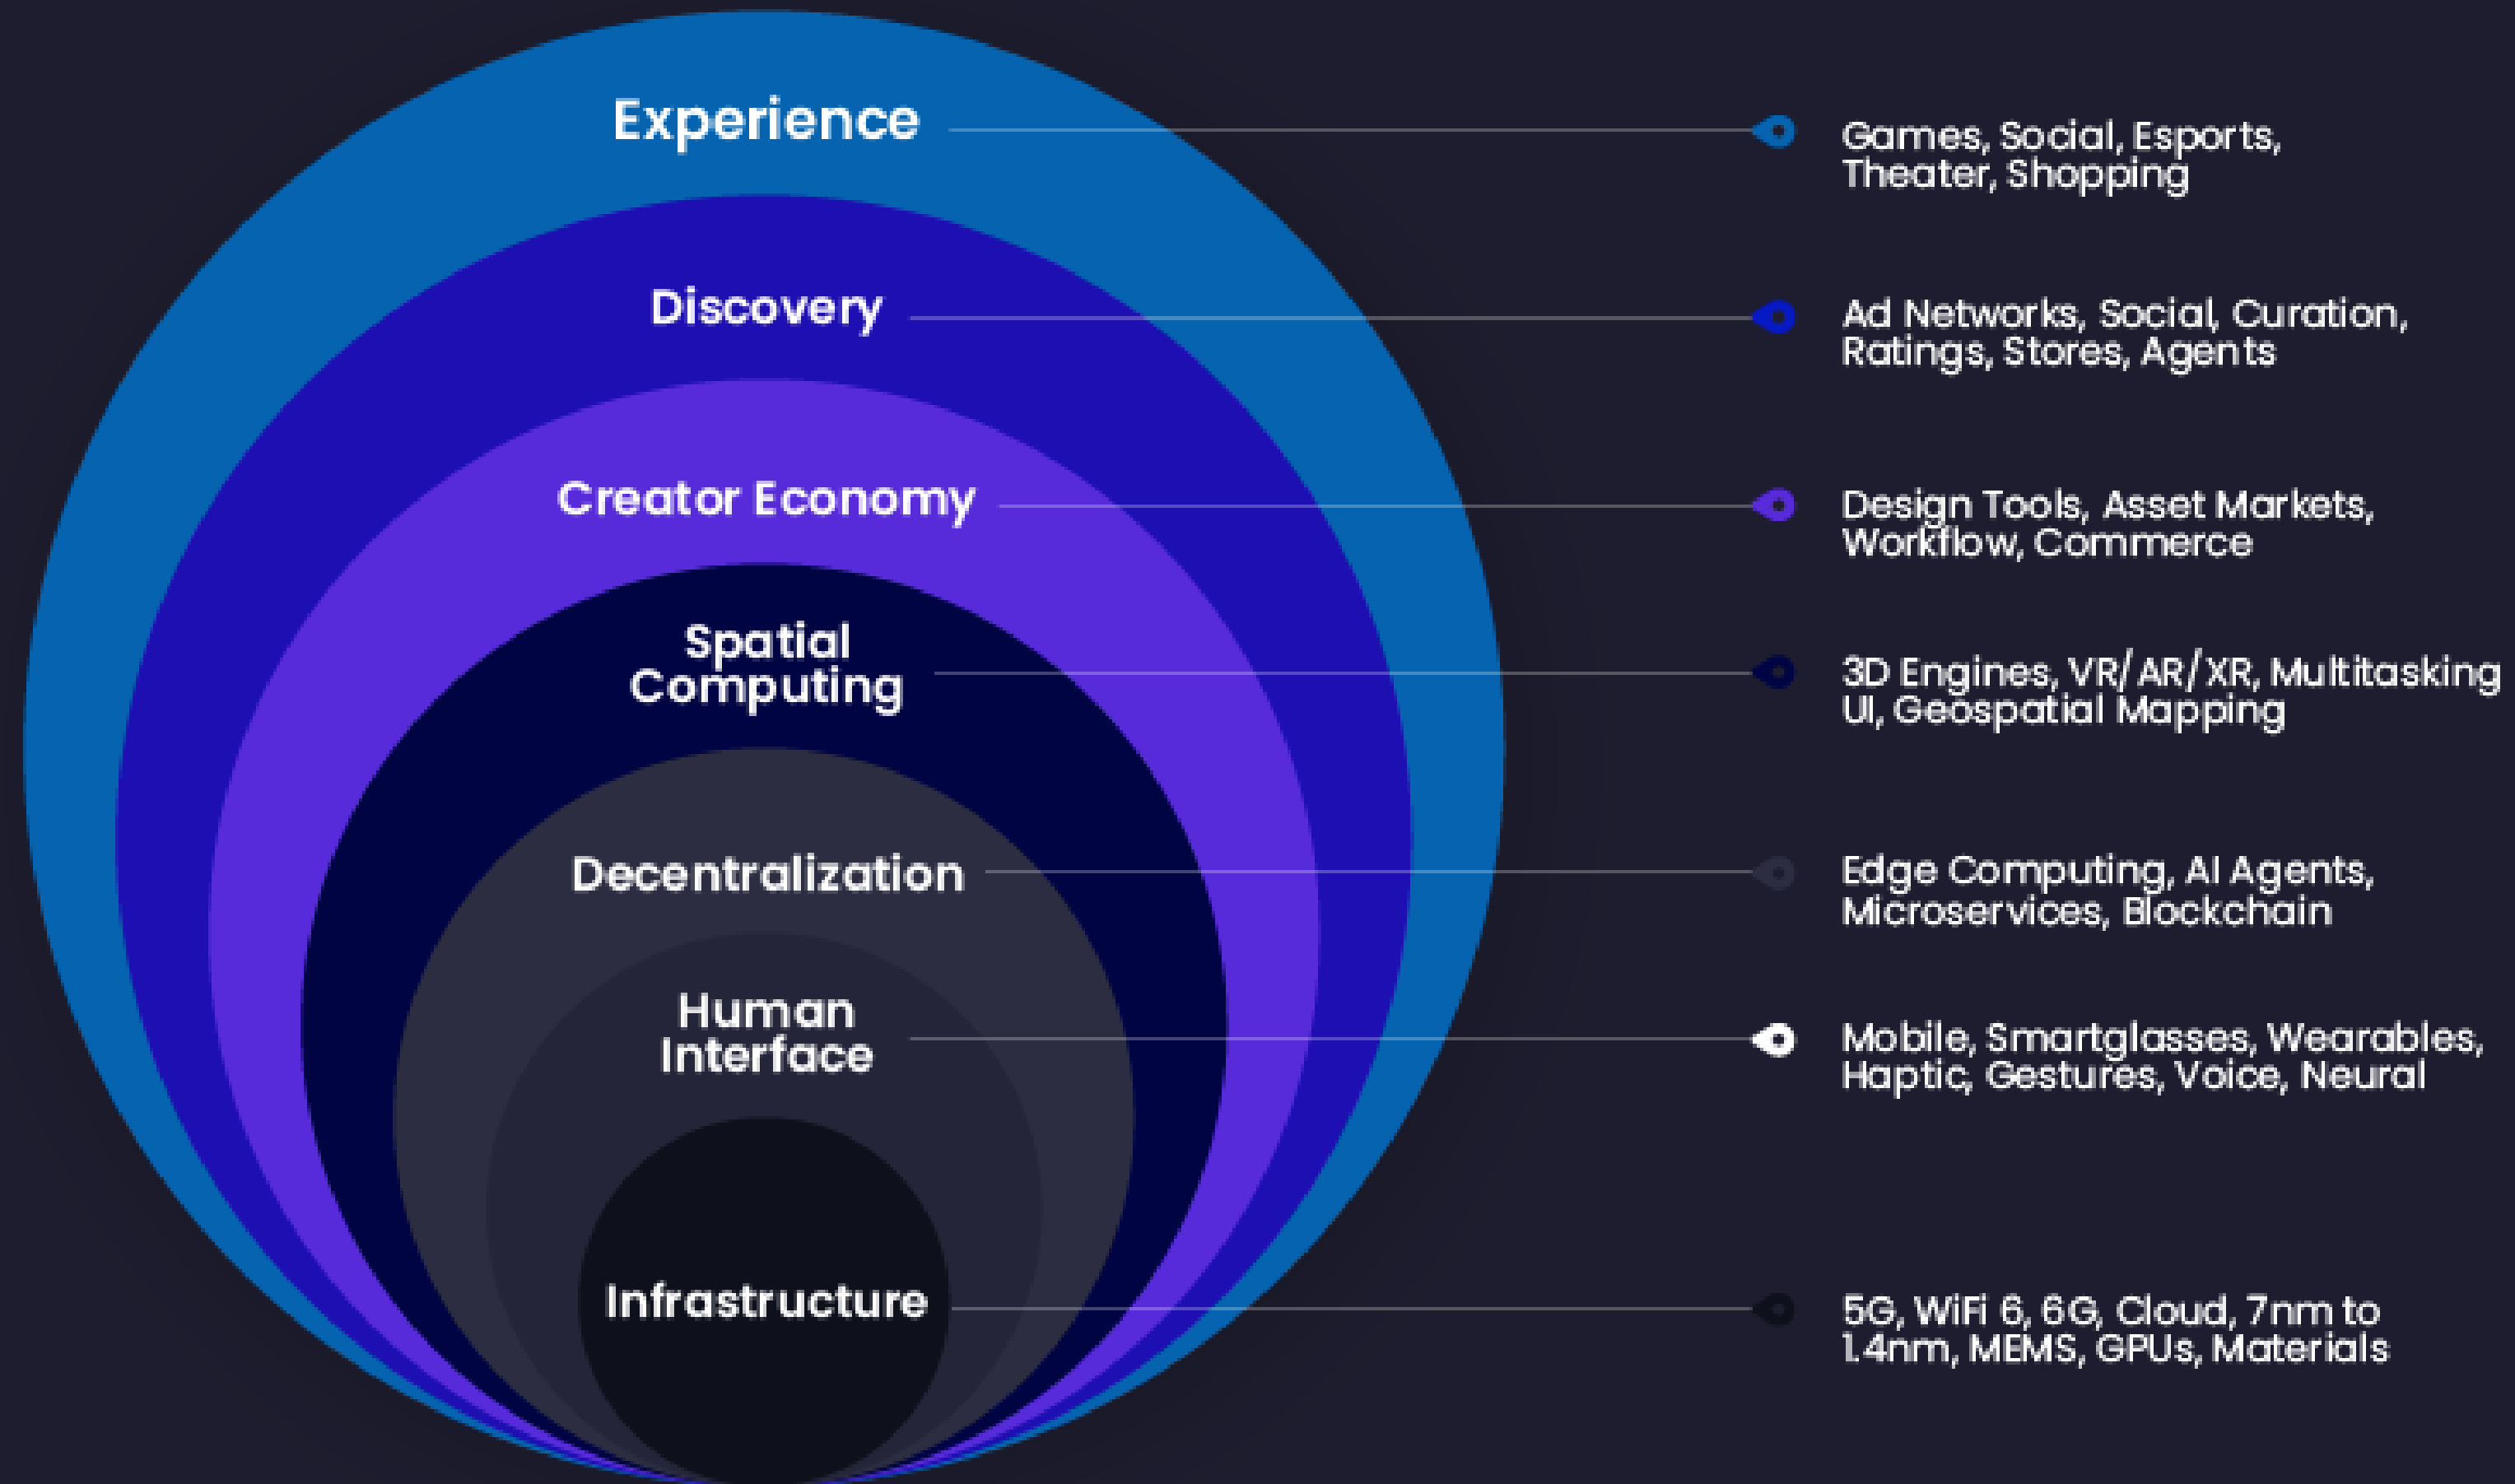 Experience
Games, Social, Esports,
Theater, Shopping
Discovery
Ad Networks, Social, Curation,
Ratings, Stores, Agents
Creator Economy
Design Tools, Asset Markets,
Workflow, Commerce
Spatial
Computing
3D Engines, VR/AR/XR, Multitasking
UI, Geospatial Mapping
Decentralization
Edge Computing, AI Agents,
Microservices, Blockchain
Human
Interface
Mobile, Smartglasses, Wearables,
Haptic, Gestures, Voice, Neural
Infrastructure
5G, WiFi 6, 6G, Cloud, 7nm to
1.4nm, MEMS, GPUs, Materials